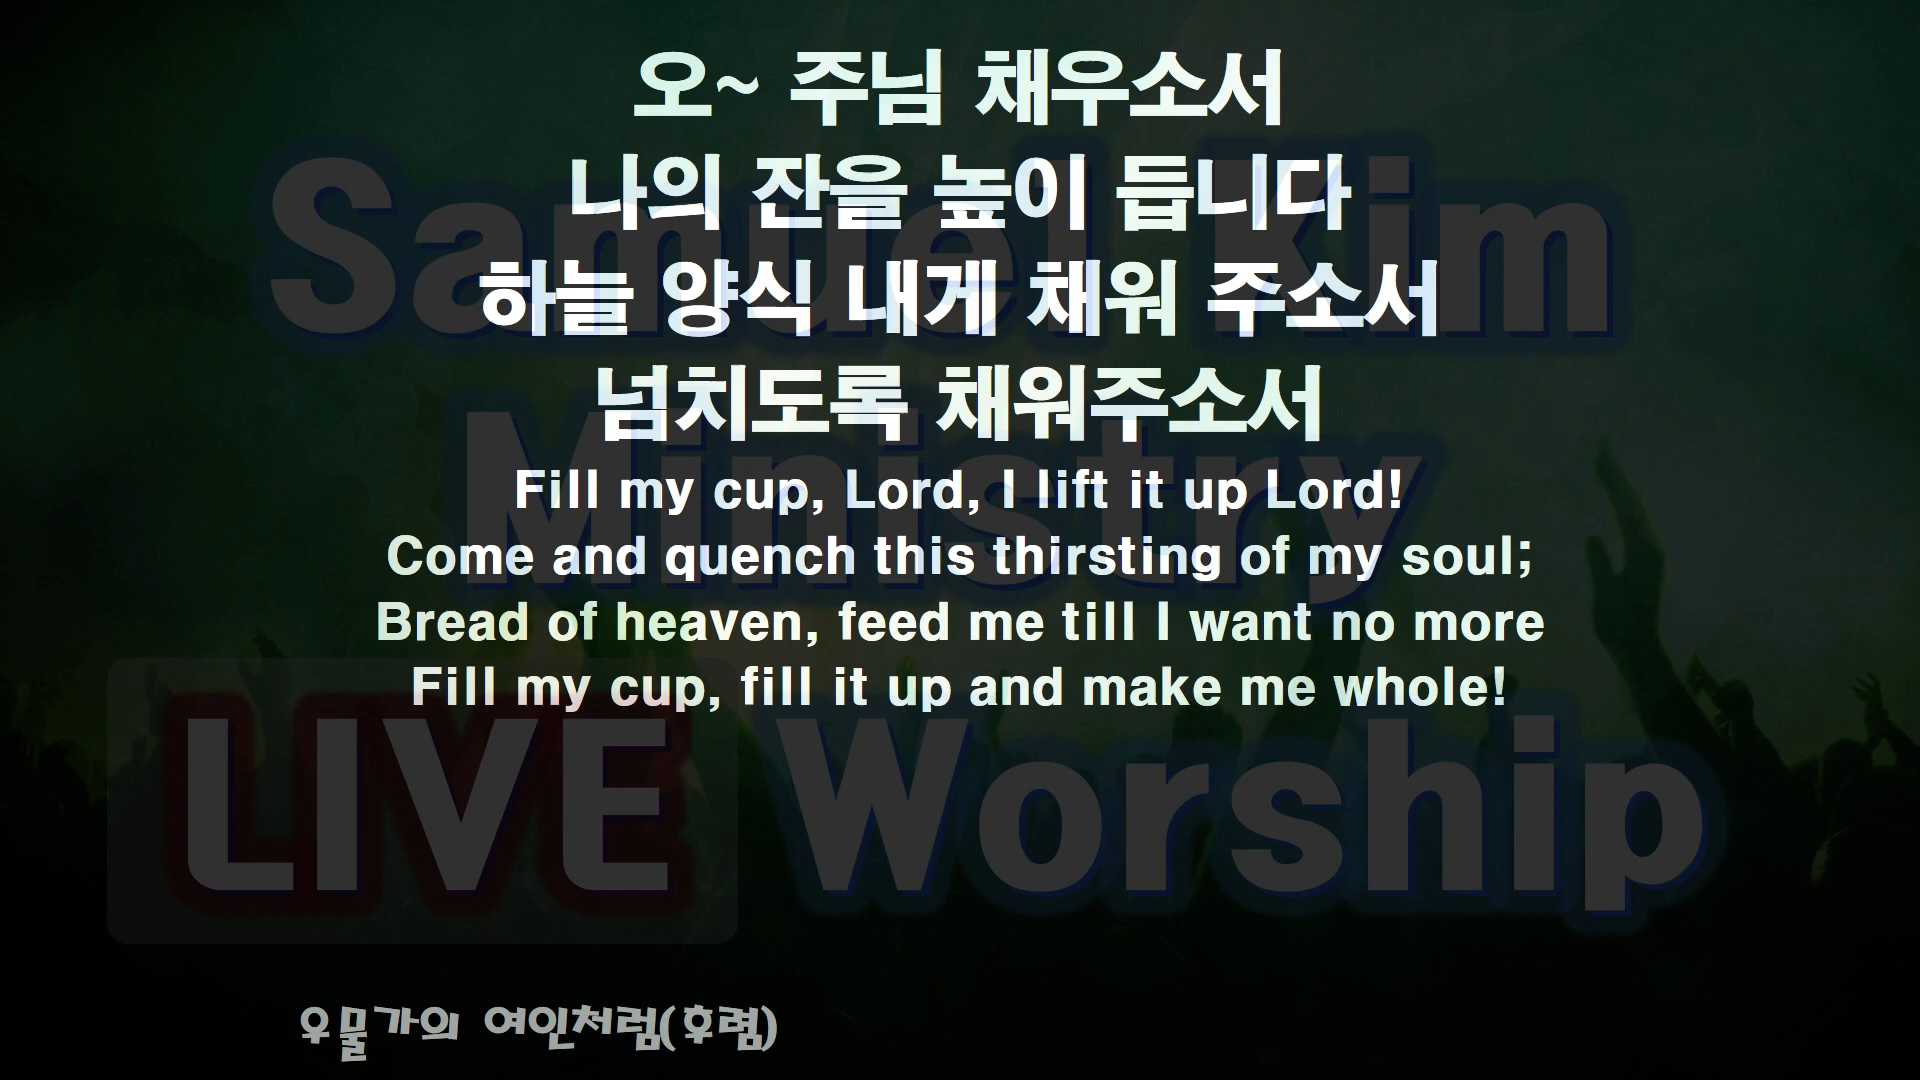 오~ 주님 채우소서
나의 잔을 높이 듭니다
하늘 양식 내게 채워 주소서
넘치도록 채워주소서
Fill my cup, Lord, I lift it up Lord!
Come and quench this thirsting of my soul;
Bread of heaven, feed me till I want no more
Fill my cup, fill it up and make me whole!
Samuel Kim
Ministry
LIVE Worship
우물가의 여인처럼(후렴)